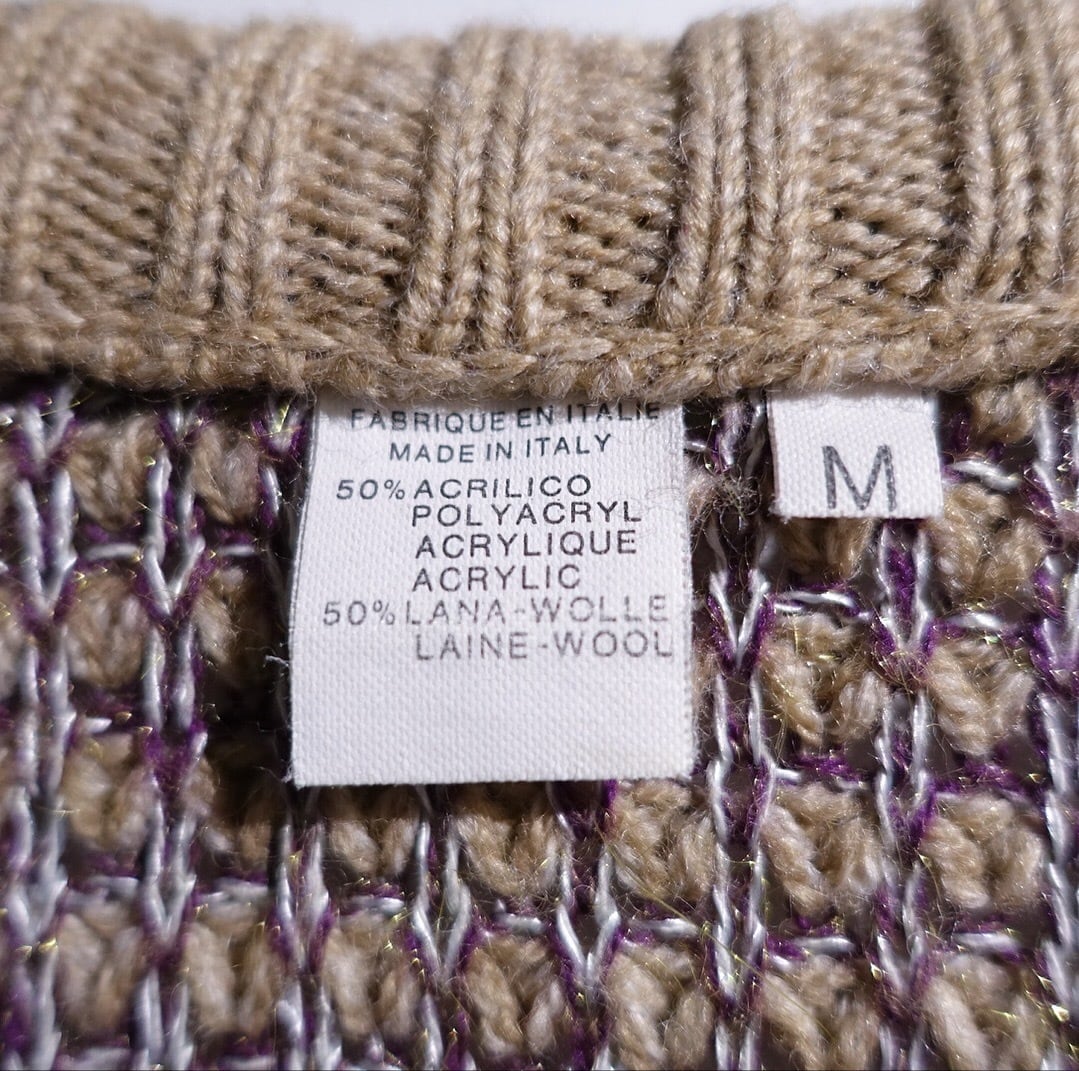 FABRIQUE EN ITALIE
MADE IN ITALY
50% ACRILICO
POLYACRYL
ACRYLIQUE
ACRYLIC
50% LANA-WOLLE
LAINE-WOOL
M